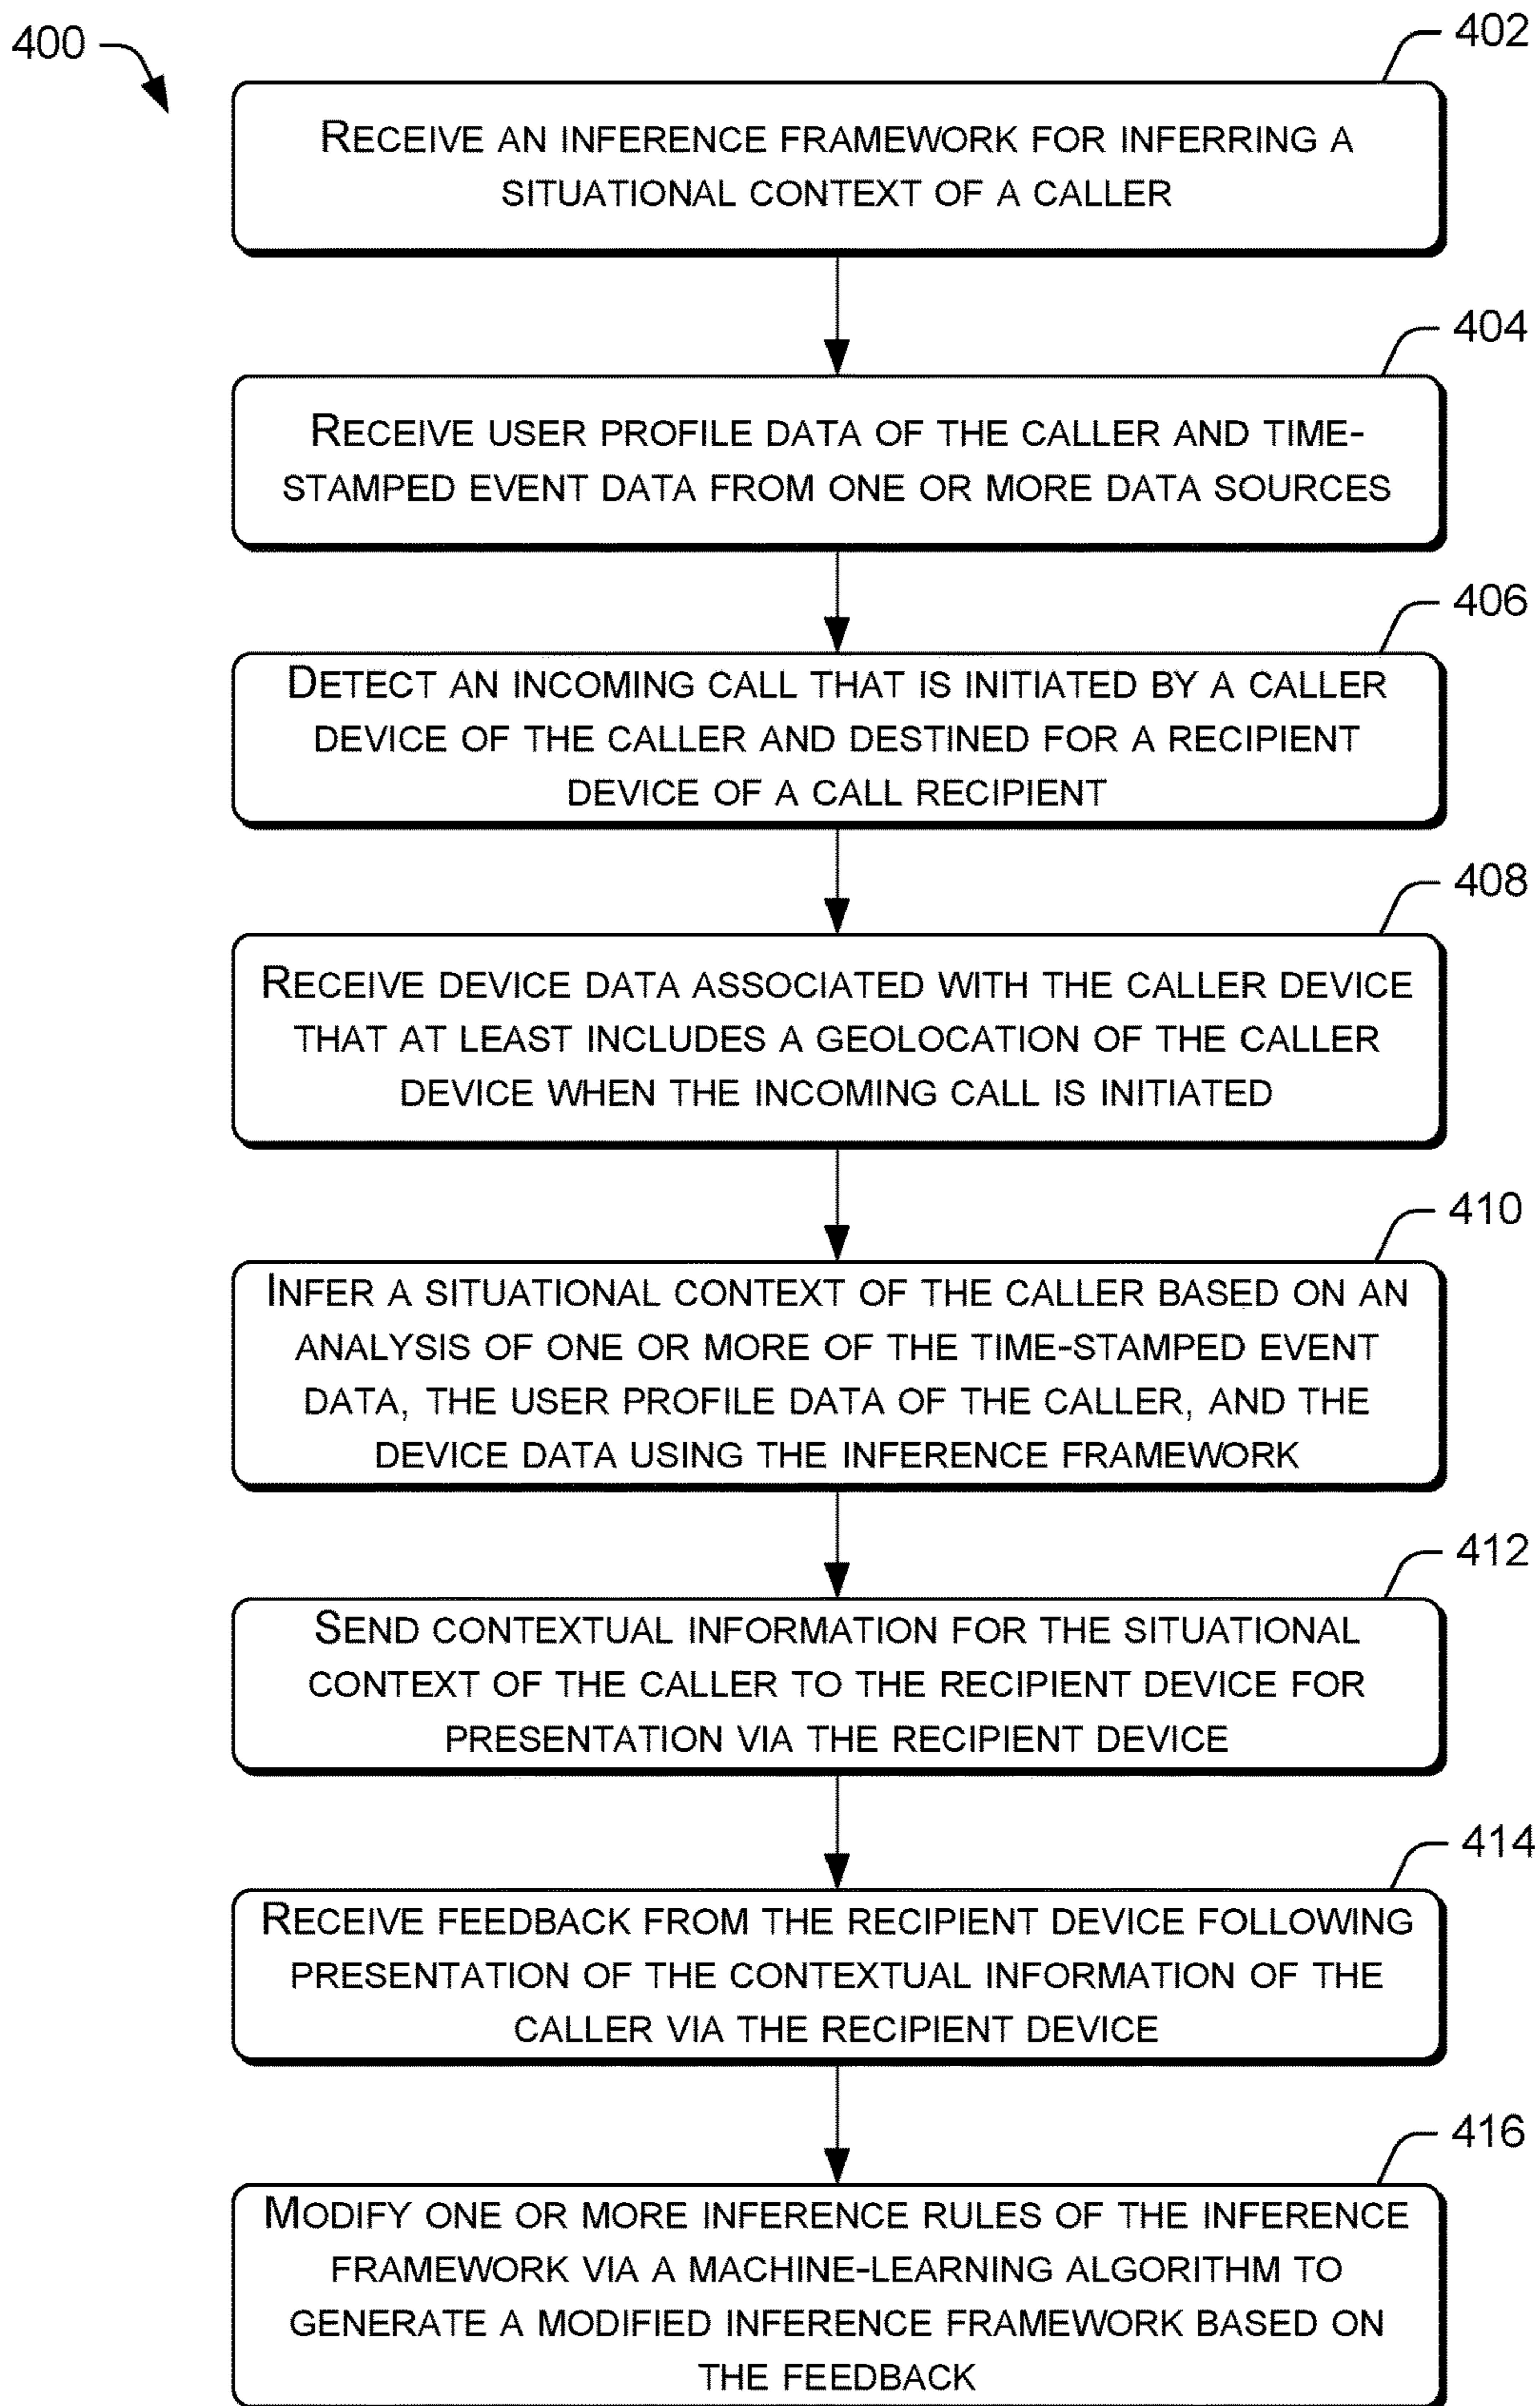 400
402
RECEIVE AN INFERENCE FRAMEWORK FOR INFERRING A
SITUATIONAL CONTEXT OF A CALLER
404
RECEIVE USER PROFILE DATA OF THE CALLER AND TIME-
STAMPED EVENT DATA FROM ONE OR MORE DATA SOURCES
406
DETECT AN INCOMING CALL THAT IS INITIATED BY A CALLER
DEVICE OF THE CALLER AND DESTINED FOR A RECIPIENT
DEVICE OF A CALL RECIPIENT
408
RECEIVE DEVICE DATA ASSOCIATED WITH THE CALLER DEVICE
THAT AT LEAST INCLUDES A GEOLOCATION OF THE CALLER
DEVICE WHEN THE INCOMING CALL IS INITIATED
410
INFER A SITUATIONAL CONTEXT OF THE CALLER BASED ON AN
ANALYSIS OF ONE OR MORE OF THE TIME-STAMPED EVENT
DATA, THE USER PROFILE DATA OF THE CALLER, AND THE
DEVICE DATA USING THE INFERENCE FRAMEWORK
412
SEND CONTEXTUAL INFORMATION FOR THE SITUATIONAL
CONTEXT OF THE CALLER TO THE RECIPIENT DEVICE FOR
PRESENTATION VIA THE RECIPIENT DEVICE
414
RECEIVE FEEDBACK FROM THE RECIPIENT DEVICE FOLLOWING
PRESENTATION OF THE CONTEXTUAL INFORMATION OF THE
CALLER VIA THE RECIPIENT DEVICE
416
MODIFY ONE OR MORE INFERENCE RULES OF THE INFERENCE
FRAMEWORK VIA A MACHINE-LEARNING ALGORITHM TO
GENERATE A MODIFIED INFERENCE FRAMEWORK BASED ON
THE FEEDBACK